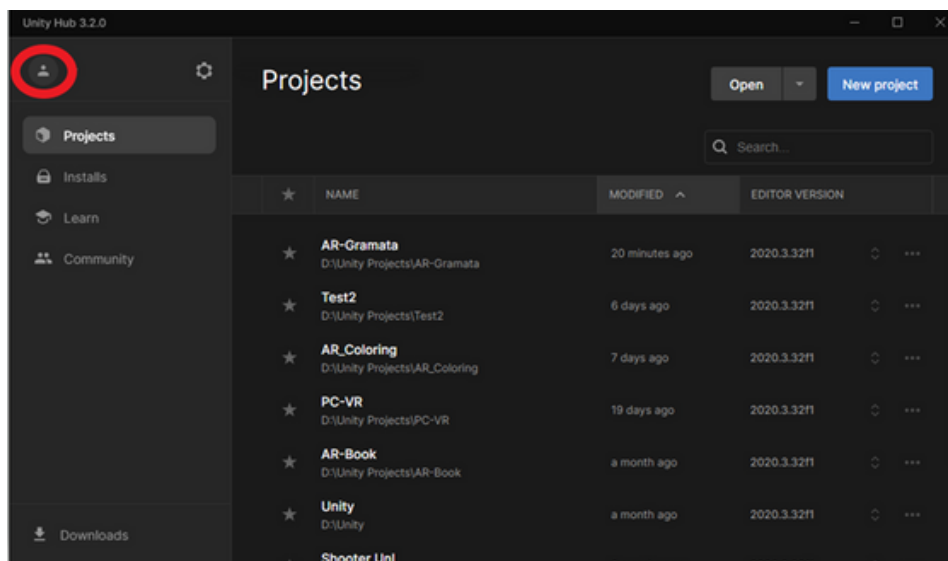 Unity Hub 3.2.0
Projects
Open
New project
Projects
Search...
Installs
Learn
Community
NAME
MODIFIED
EDITOR VERSION
AR-Gramata
D:\Unity Projects\AR-Gramata
20 minutes ago
2020.3.32f1
Test2
D:\Unity Projects\Test2
6 days ago
2020.3.32f1
AR_Coloring
D:\Unity Projects\AR_Coloring
7 days ago
2020.3.32f1
PC-VR
D:\Unity Projects\PC-VR
19 days ago
2020.3.32f1
AR-Book
D:\Unity Projects\AR-Book
a month ago
2020.3.32f1
Unity
D:\Unity
a month ago
2020.3.32f1
Shooter Unl
Downloads